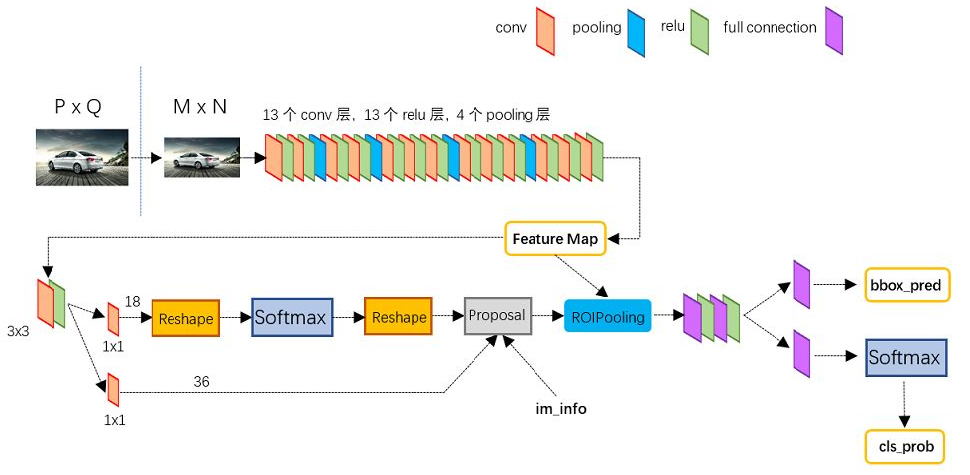 conv
pooling
relu
full connection
P x Q
M x N
13 个 conv 层, 13 个 relu 层, 4 个 pooling 层
Feature Map
3x3
18
1x1
Reshape
Softmax
Reshape
Proposal
ROIPooling
bbox_pred
Softmax
36
1x1
im_info
cls_prob